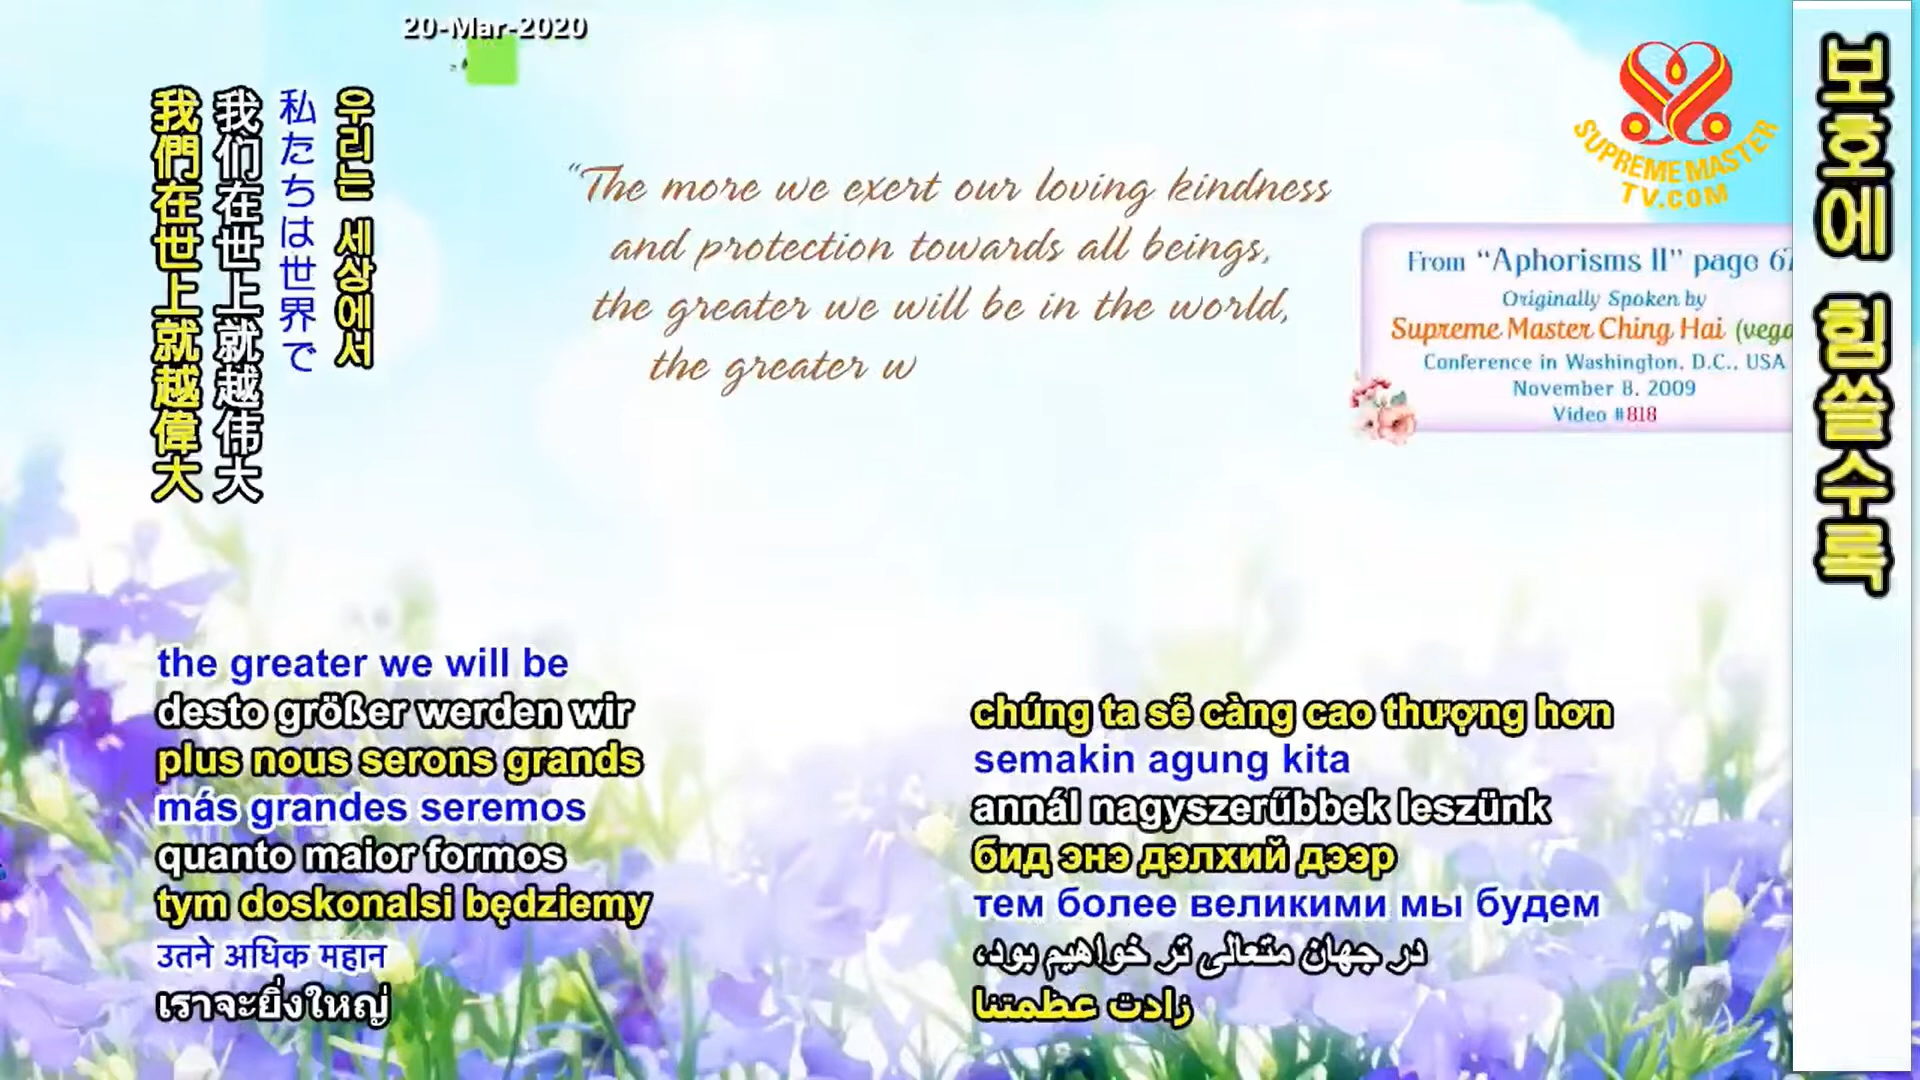 20-Mar-2020
我們在世上就越偉大
我们在世上就越伟大
私たちは世界で
우리는 세상에서
“The more we exert our loving kindness
and protection towards all beings,
the greater we will be in the world,
the greater w
SUPREME MASTER
TV.COM
From “Aphorisms II” page 67
Originally Spoken by
Supreme Master Ching Hai (vega
Conference in Washington, D.C., USA
November 8, 2009
Video #818
보호에 힘쓸수록
the greater we will be
desto größer werden wir
plus nous serons grands
más grandes seremos
quanto maior formos
tym doskonalsi będziemy
उतने अधिक महान
เราจะยิ่งใหญ่
chúng ta sẽ càng cao thượng hơn
semakin agung kita
annál nagyszerűbbek leszünk
бид энэ дэлхий дээр
тем более великими мы будем
در جهان متعالی تر خواهیم بود،
زادت عظمتنا